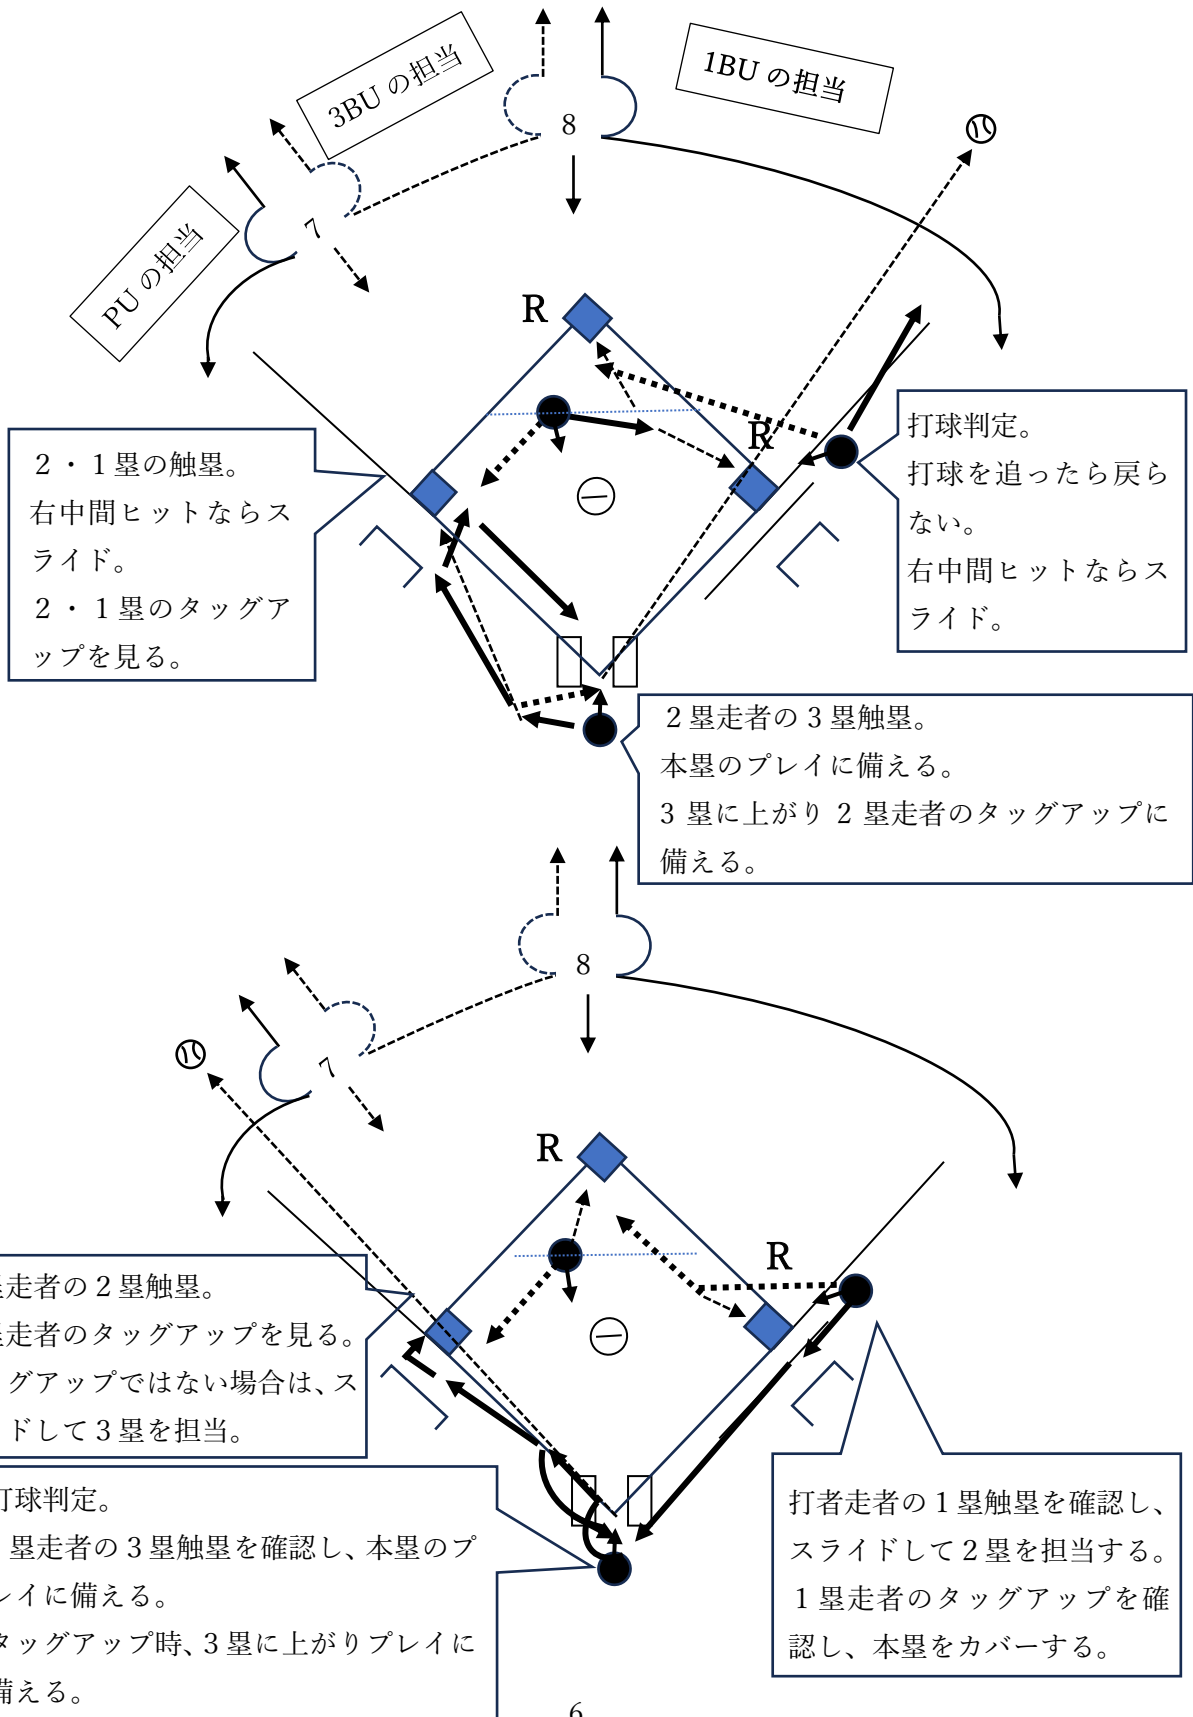 3BU の担当
1BU の担当
8
7
PU の担当
R
R
打球判定。
打球を追ったら戻ら
ない。
右中間ヒットならス
ライド。
2・1塁の触塁。
右中間ヒットならス
ライド。
2・1塁のタッグア
ップを見る。
2塁走者の3塁触塁。
本塁のプレイに備える。
3 塁に上がり 2 塁走者のタッグアップに
備える。
8
7
R
R
走者の2塁触塁。
走者のタッグアップを見る。
グアップではない場合は、ス
ドして3塁を担当。
打球判定。
塁走者の3塁触塁を確認し、本塁のプ
レイに備える。
タッグアップ時、3塁に上がりプレイに
備える。
打者走者の1塁触塁を確認し、
スライドして2塁を担当する。
1塁走者のタッグアップを確
認し、本塁をカバーする。
6